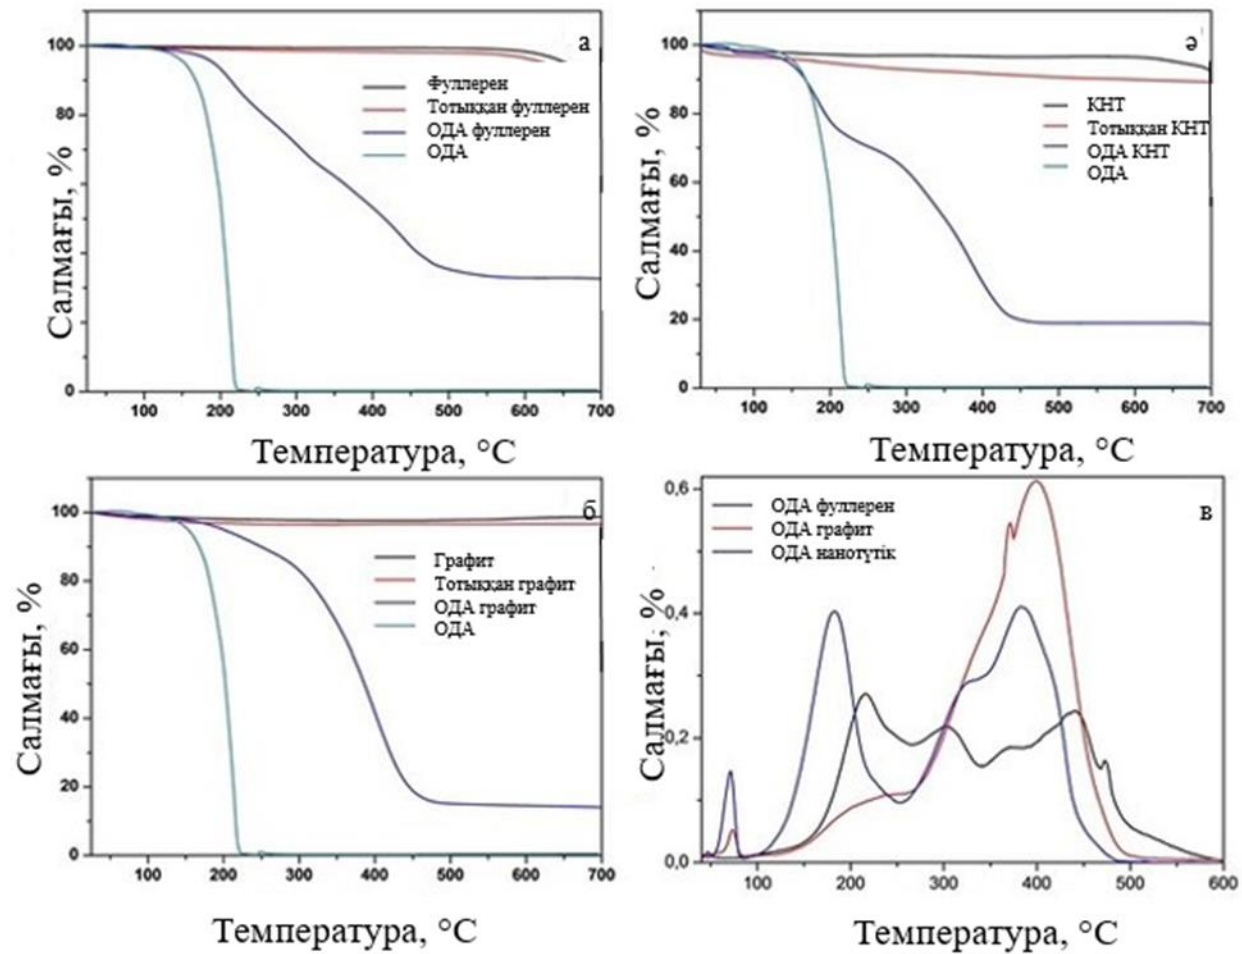 а
100
80
0
Салмағы, %
Фуллерен
Тотыққан фуллерен
ОДА фуллерен
ОДА
100 200 300 400 500 600 700
Температура, °C
ә
100
80
60
40
20
0
Салмағы, %
КНТ
Тотыққан КНТ
ОДА КНТ
ОДА
100 200 300 400 500 600 700
Температура, °C
б
100
80
60
40
20
0
Салмағы, %
Графит
Тотыққан графит
ОДА графит
ОДА
100 200 300 400 500 600 700
Температура, °C
в
0,6
0,4
0,2
0,0
Салмағы, %
ОДА фуллерен
ОДА графит
ОДА нанотүтік
100 200 300 400 500 600
Температура, °C